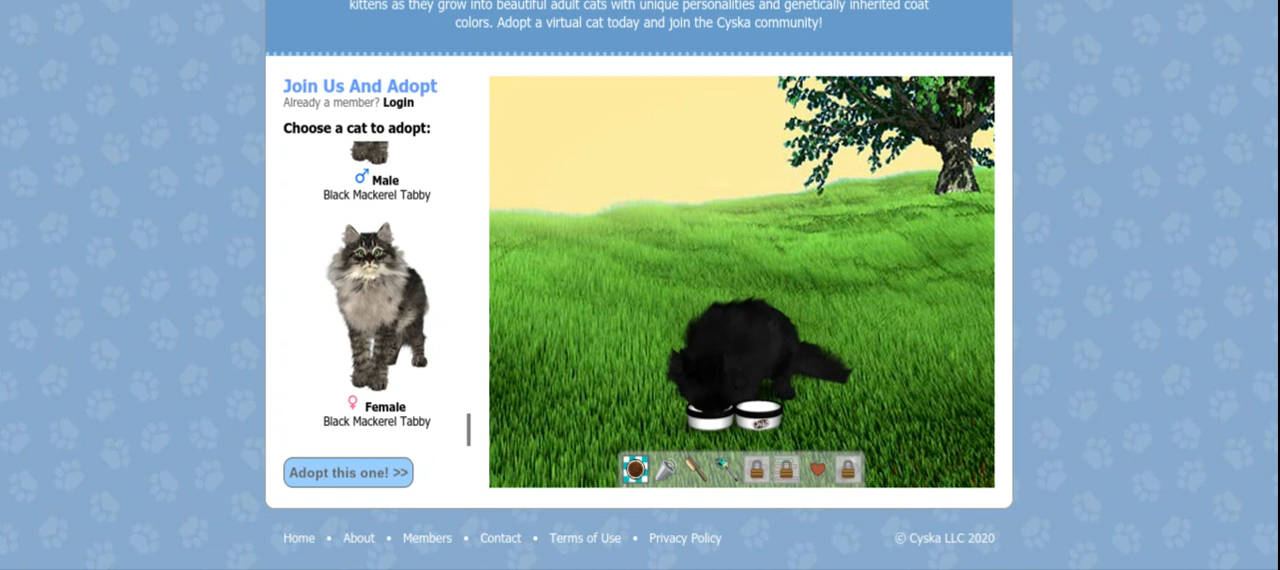 kittens as they grow into beautiful adult cats with unique personalities and genetically inherited coat
colors. Adopt a virtual cat today and join the Cyska community!
Join Us And Adopt
Already a member? Login
Choose a cat to adopt:
♂ Male
Black Mackerel Tabby
♀ Female
Black Mackerel Tabby
Adopt this one! >>
Home • About • Members • Contact • Terms of Use • Privacy Policy
© Cyska LLC 2020